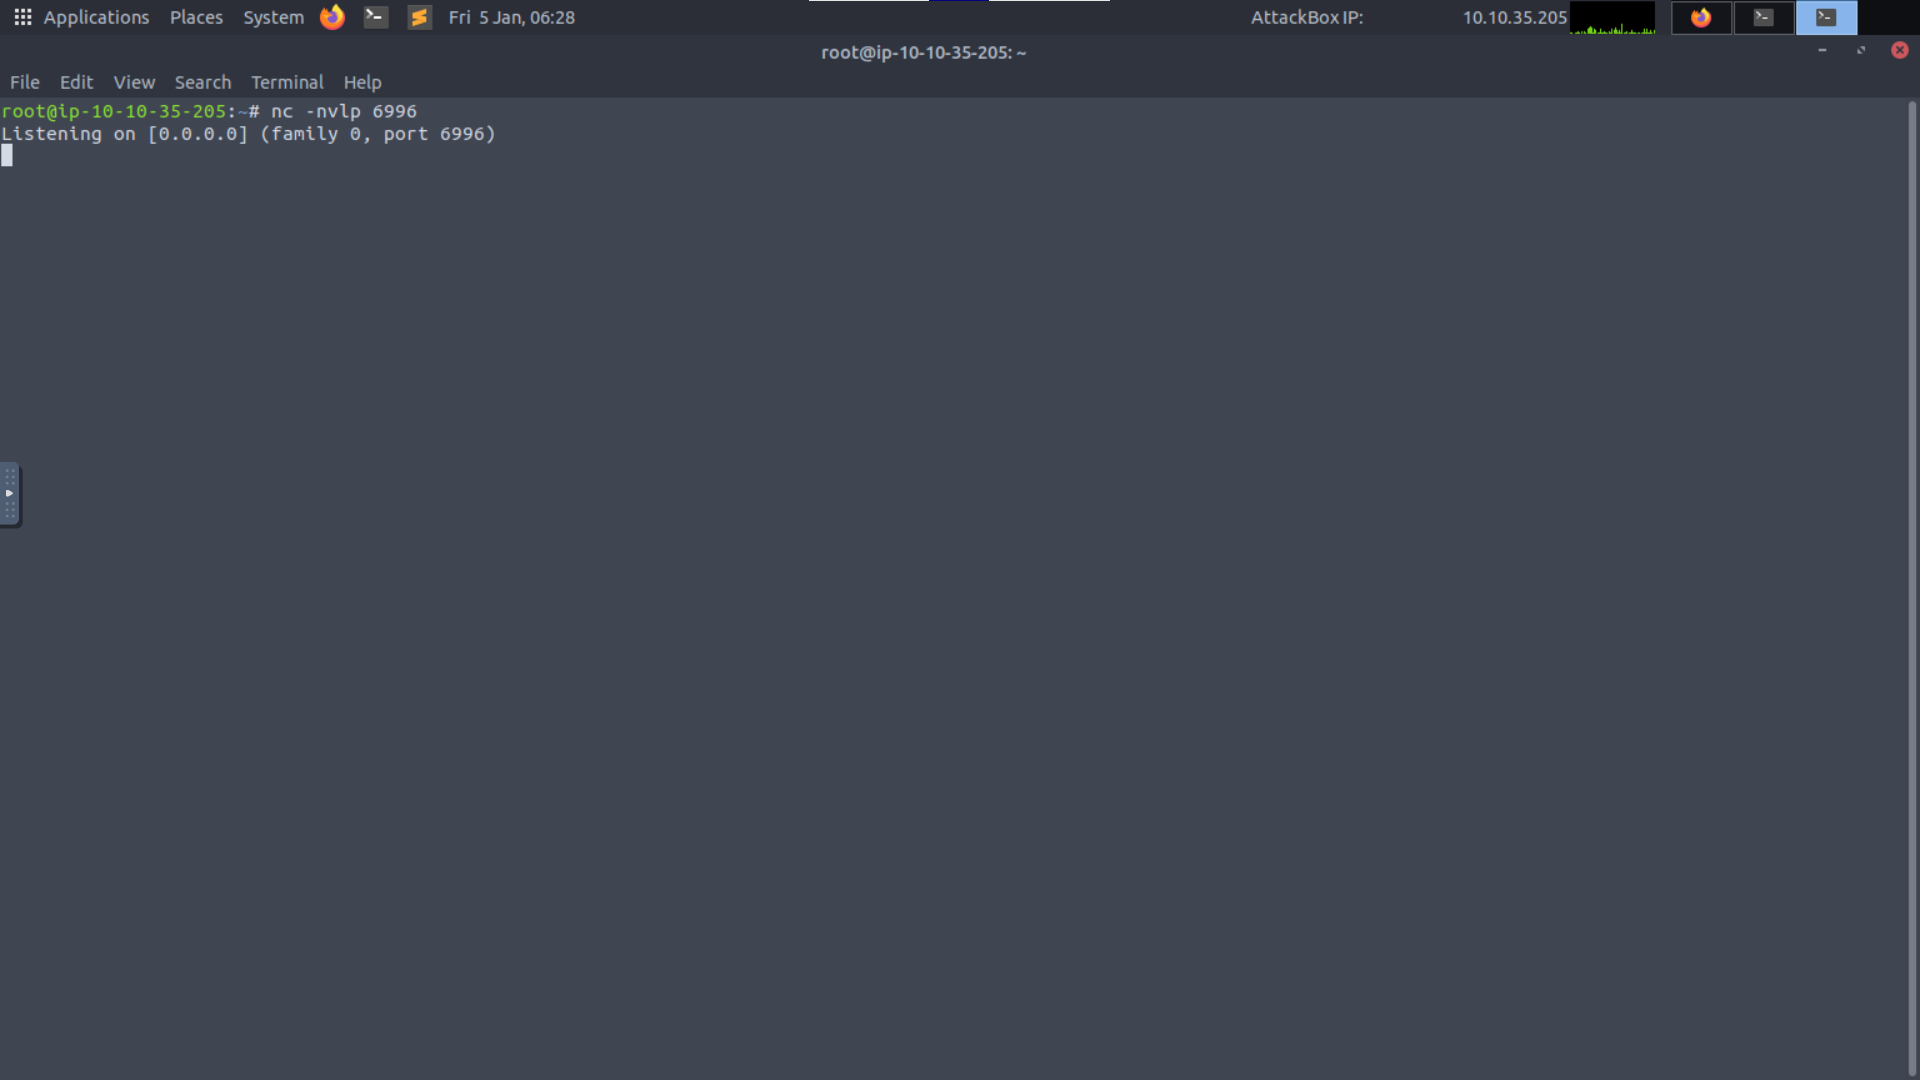 Applications Places System Fri 5 Jan, 06:28 AttackBox IP: 10.10.35.205
root@ip-10-10-35-205: ~
File Edit View Search Terminal Help
root@ip-10-10-35-205:~# nc -nvlp 6996
Listening on [0.0.0.0] (family 0, port 6996)